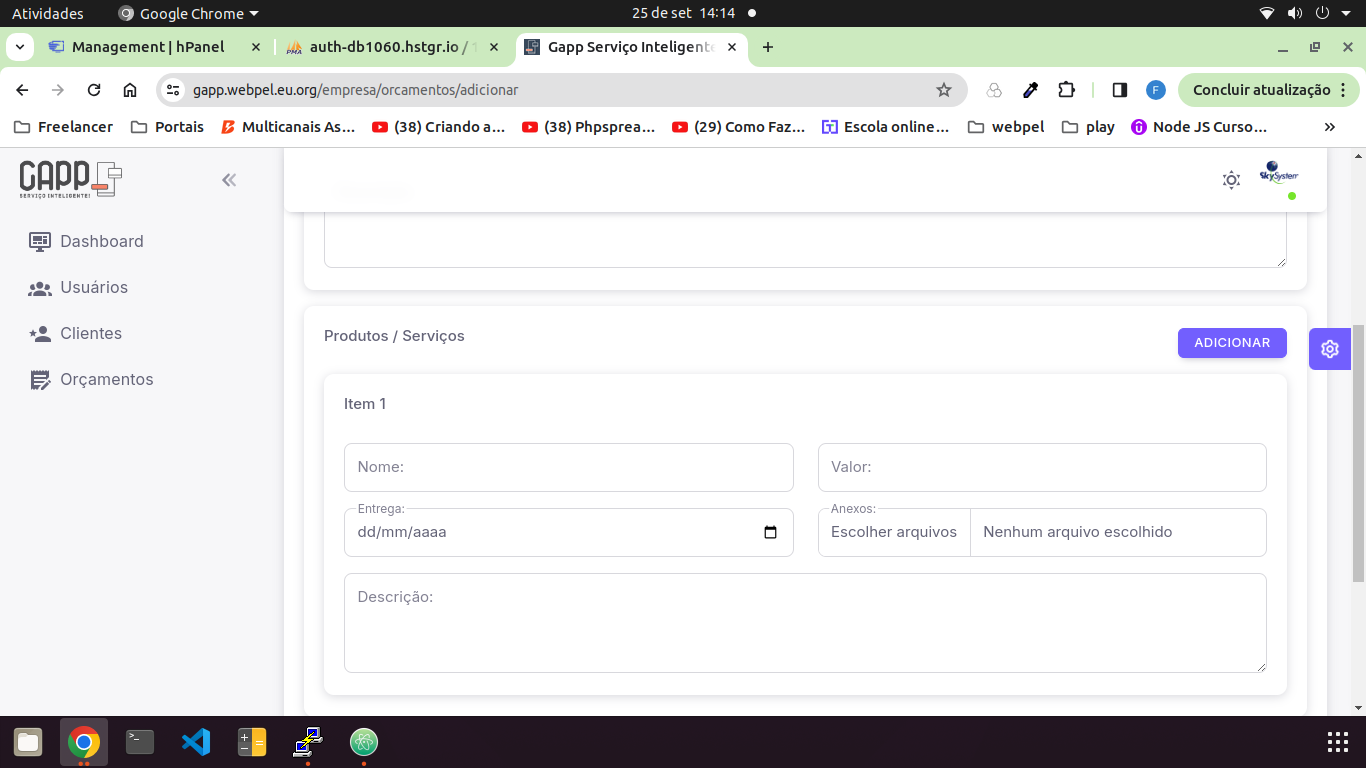 Atividades
Google Chrome
25 de set 14:14
Management | hPanel
auth-db1060.hstgr.io /
Gapp Serviço Inteligente
gapp.webpel.eu.org/empresa/orcamentos/adicionar
F
Concluir atualização
Freelancer
Portais
Multicanais As...
(38) Criando a...
(38) Phpsprea...
(29) Como Faz...
Escola online...
webpel
play
Node JS Curso...
GAPP
SERVIÇO INTELIGENTE!
SkySystem
Dashboard
Usuários
Clientes
Orçamentos
Produtos / Serviços
ADICIONAR
Item 1
Nome:
Valor:
Entrega:
dd/mm/aaaa
Anexos:
Escolher arquivos
Nenhum arquivo escolhido
Descrição: